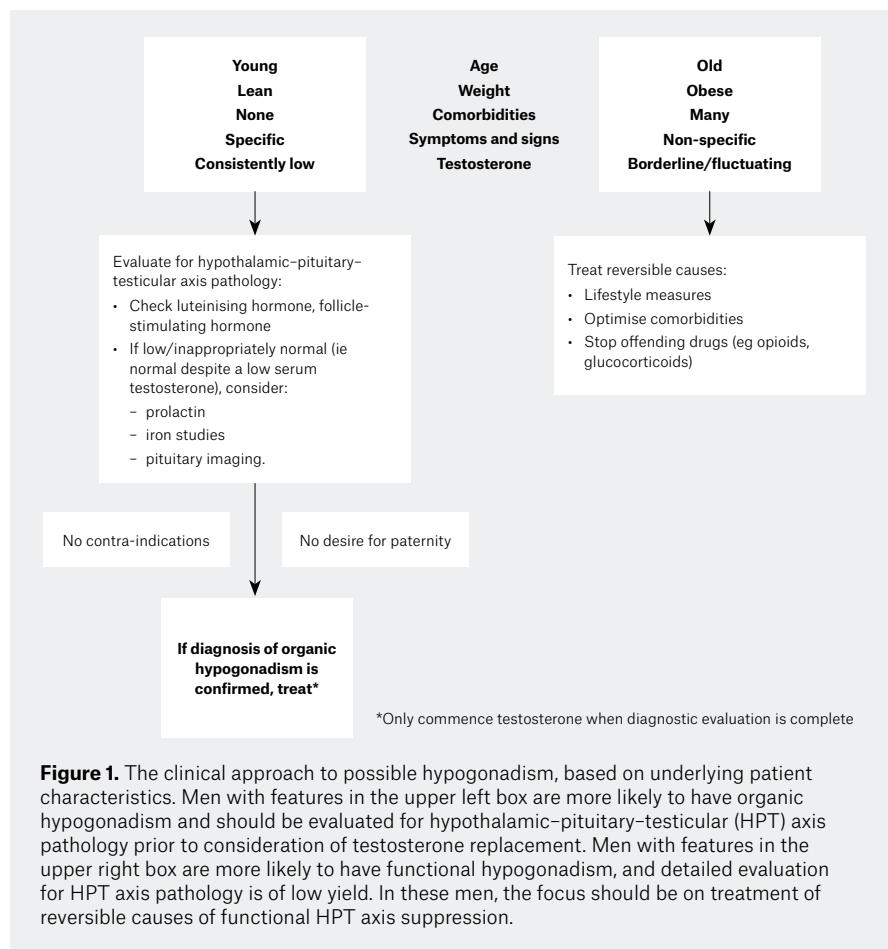 Young
Lean
None
Specific
Consistently low
Age
Weight
Comorbidities
Symptoms and signs
Testosterone
Old
Obese
Many
Non-specific
Borderline/fluctuating
Evaluate for hypothalamic–pituitary–
testicular axis pathology:
• Check luteinising hormone, follicle-
stimulating hormone
• If low/inappropriately normal (ie
normal despite a low serum
testosterone), consider:
– prolactin
– iron studies
– pituitary imaging.
Treat reversible causes:
• Lifestyle measures
• Optimise comorbidities
• Stop offending drugs (eg opioids,
glucocorticoids)
No contra-indications
No desire for paternity
If diagnosis of organic
hypogonadism is
confirmed, treat*
*Only commence testosterone when diagnostic evaluation is complete
Figure 1. The clinical approach to possible hypogonadism, based on underlying patient
characteristics. Men with features in the upper left box are more likely to have organic
hypogonadism and should be evaluated for hypothalamic–pituitary–testicular (HPT) axis
pathology prior to consideration of testosterone replacement. Men with features in the
upper right box are more likely to have functional hypogonadism, and detailed evaluation
for HPT axis pathology is of low yield. In these men, the focus should be on treatment of
reversible causes of functional HPT axis suppression.